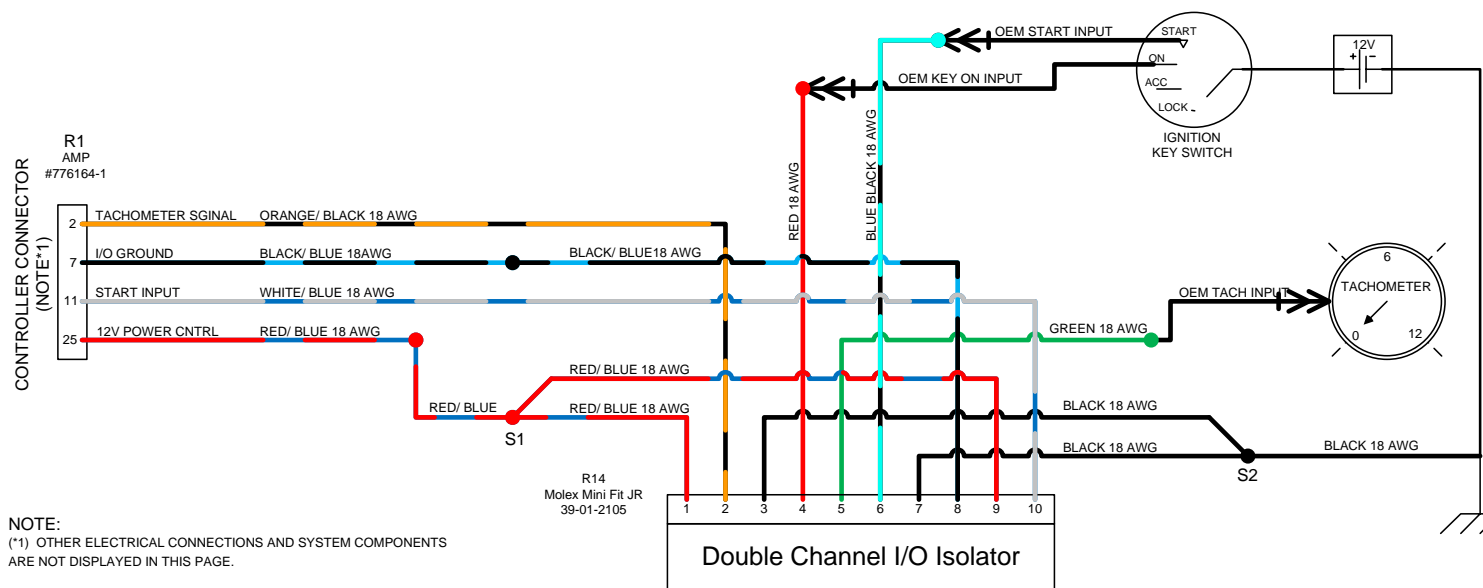 OEM START INPUT
START
12V
+ -
ON
OEM KEY ON INPUT
ACC
LOCK
IGNITION
KEY SWITCH
R1
AMP
#776164-1
CONTROLLER CONNECTOR
(NOTE*1)
RED 18 AWG
BLUE BLACK 18 AWG
2 TACHOMETER SGINAL ORANGE/ BLACK 18 AWG
7 I/O GROUND BLACK/ BLUE 18AWG BLACK/ BLUE18 AWG
11 START INPUT WHITE/ BLUE 18 AWG
25 12V POWER CNTRL RED/ BLUE 18 AWG
OEM TACH INPUT
6
TACHOMETER
0 12
GREEN 18 AWG
RED/ BLUE 18 AWG
RED/ BLUE RED/ BLUE 18 AWG
S1
BLACK 18 AWG
BLACK 18 AWG BLACK 18 AWG
S2
R14
Molex Mini Fit JR
39-01-2105
1 2 3 4 5 6 7 8 9 10
Double Channel I/O Isolator
NOTE:
(*1) OTHER ELECTRICAL CONNECTIONS AND SYSTEM COMPONENTS
ARE NOT DISPLAYED IN THIS PAGE.